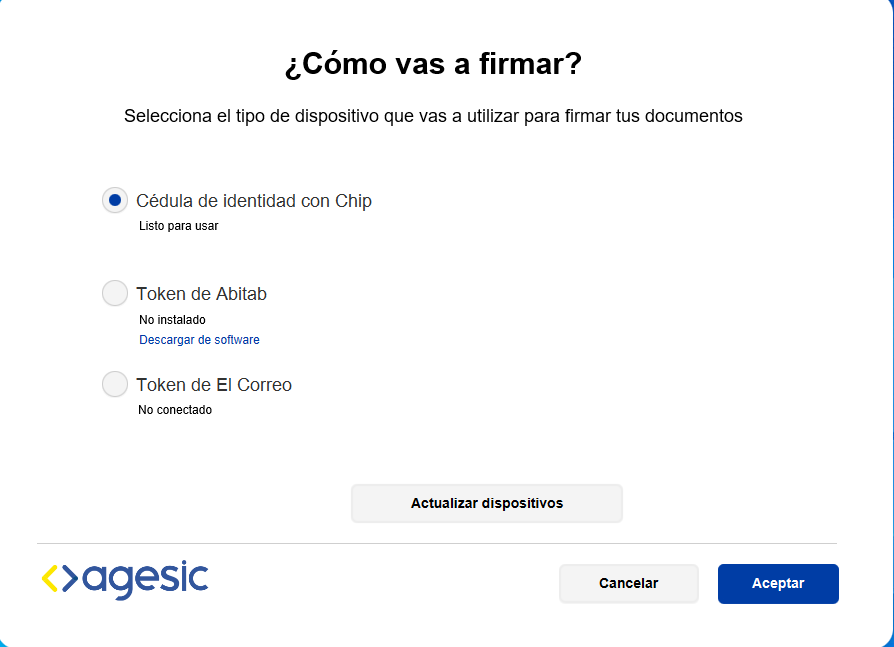 ¿Cómo vas a firmar?
Selecciona el tipo de dispositivo que vas a utilizar para firmar tus documentos
Cédula de identidad con Chip
Listo para usar
Token de Abitab
No instalado
Descargar de software
Token de El Correo
No conectado
Actualizar dispositivos
agesic
Cancelar
Aceptar